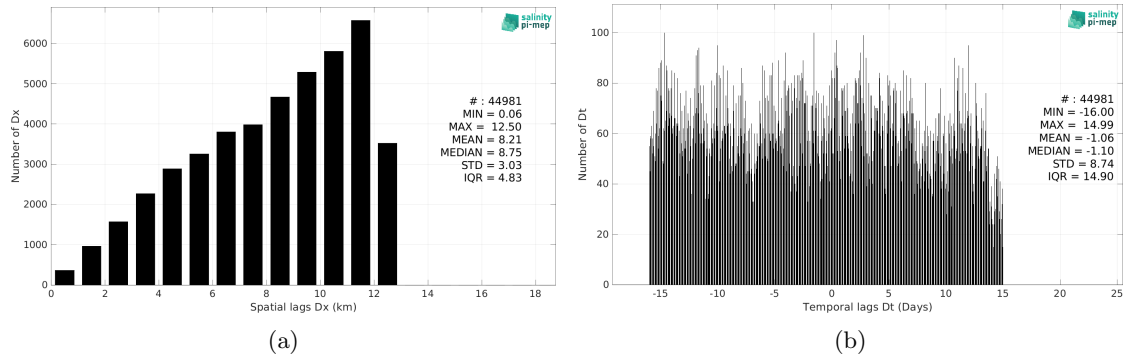 salinity
pi-mep
# : 44981
MIN = 0.06
MAX = 12.50
MEAN = 8.21
MEDIAN = 8.75
STD = 3.03
IQR = 4.83
Number of Dx
6000
5000
4000
3000
2000
1000
0
0 2 4 6 8 10 12 14 16 18
Spatial lags Dx (km)
(a)
salinity
pi-mep
# : 44981
MIN = -16.00
MAX = 14.99
MEAN = -1.06
MEDIAN = -1.10
STD = 8.74
IQR = 14.90
Number of Dt
100
80
60
40
20
0
-15 -10 -5 0 5 10 15 20 25
Temporal lags Dt (Days)
(b)